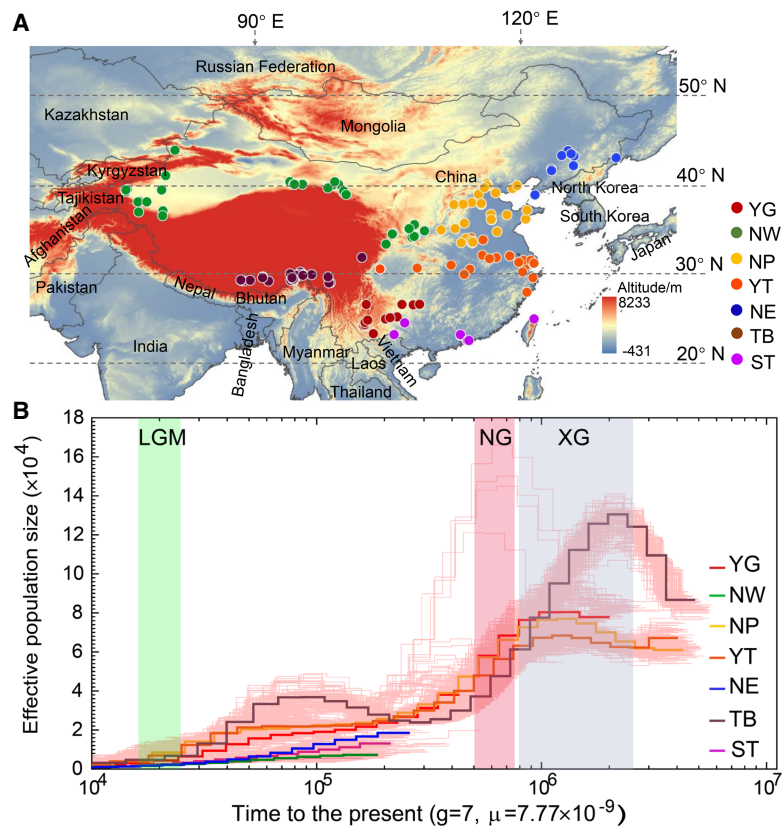 A
90° E
120° E
Russian Federation
50° N
Kazakhstan
Mongolia
Kyrgyzstan
China
40° N
Tajikistan
North Korea
Afghanistan
South Korea
Japan
30° N
Pakistan
Nepal
Bhutan
India
Bangladesh
Myanmar
Vietnam
Laos
20° N
Thailand
Altitude/m
8233
-431
YG
NW
NP
YT
NE
TB
ST
B
LGM
NG
XG
Effective population size (×10⁴)
18
16
14
12
10
8
6
4
2
0
YG
NW
NP
YT
NE
TB
ST
10⁴
10⁵
10⁶
10⁷
Time to the present (g=7, μ=7.77×10⁻⁹)